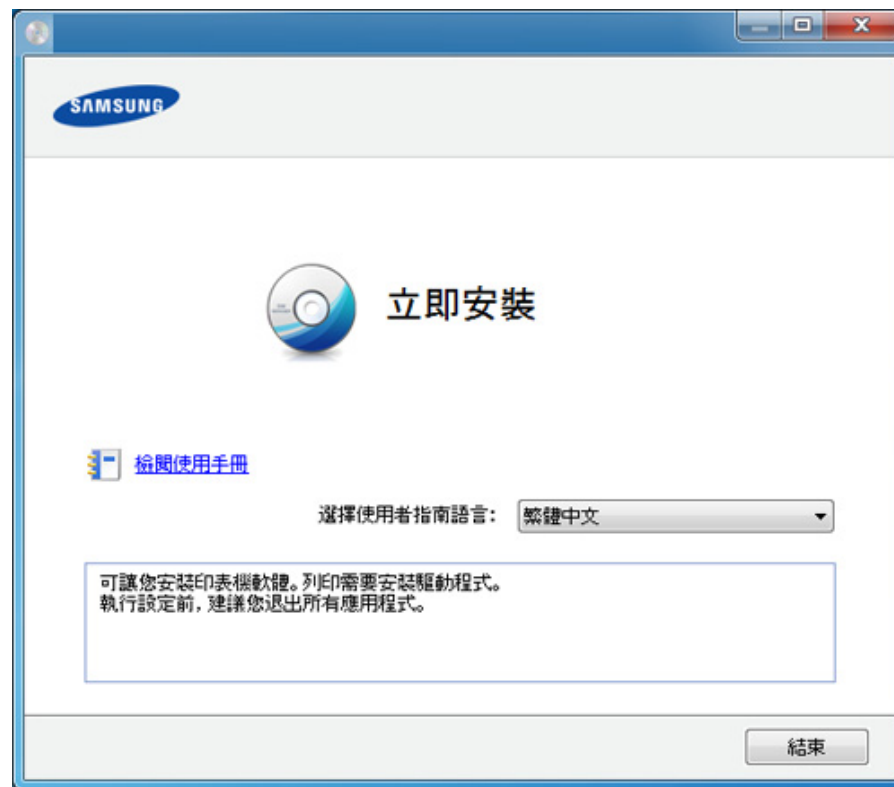 SAMSUNG
立即安裝
檢閱使用手冊
選擇使用者指南語言：
繁體中文
可讓您安裝印表機軟體。列印需要安裝驅動程式。
執行設定前，建議您退出所有應用程式。
結束